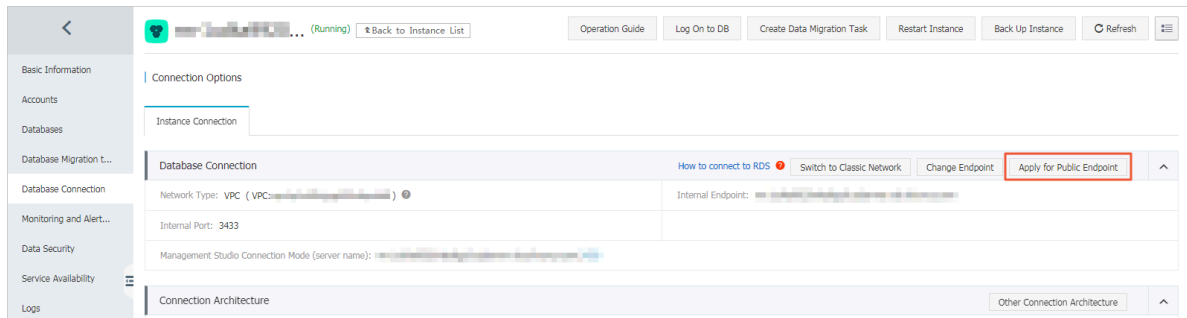 ... (Running) Back to Instance List Operation Guide Log On to DB Create Data Migration Task Restart Instance Back Up Instance Refresh
Basic Information
Connection Options
Accounts
Instance Connection
Databases
Database Migration t...
Database Connection How to connect to RDS Switch to Classic Network Change Endpoint Apply for Public Endpoint
Database Connection
Network Type: VPC ( VPC: )
Internal Endpoint:
Monitoring and Alert...
Internal Port: 3433
Data Security
Management Studio Connection Mode (server name):
Service Availability
Connection Architecture Other Connection Architecture
Logs